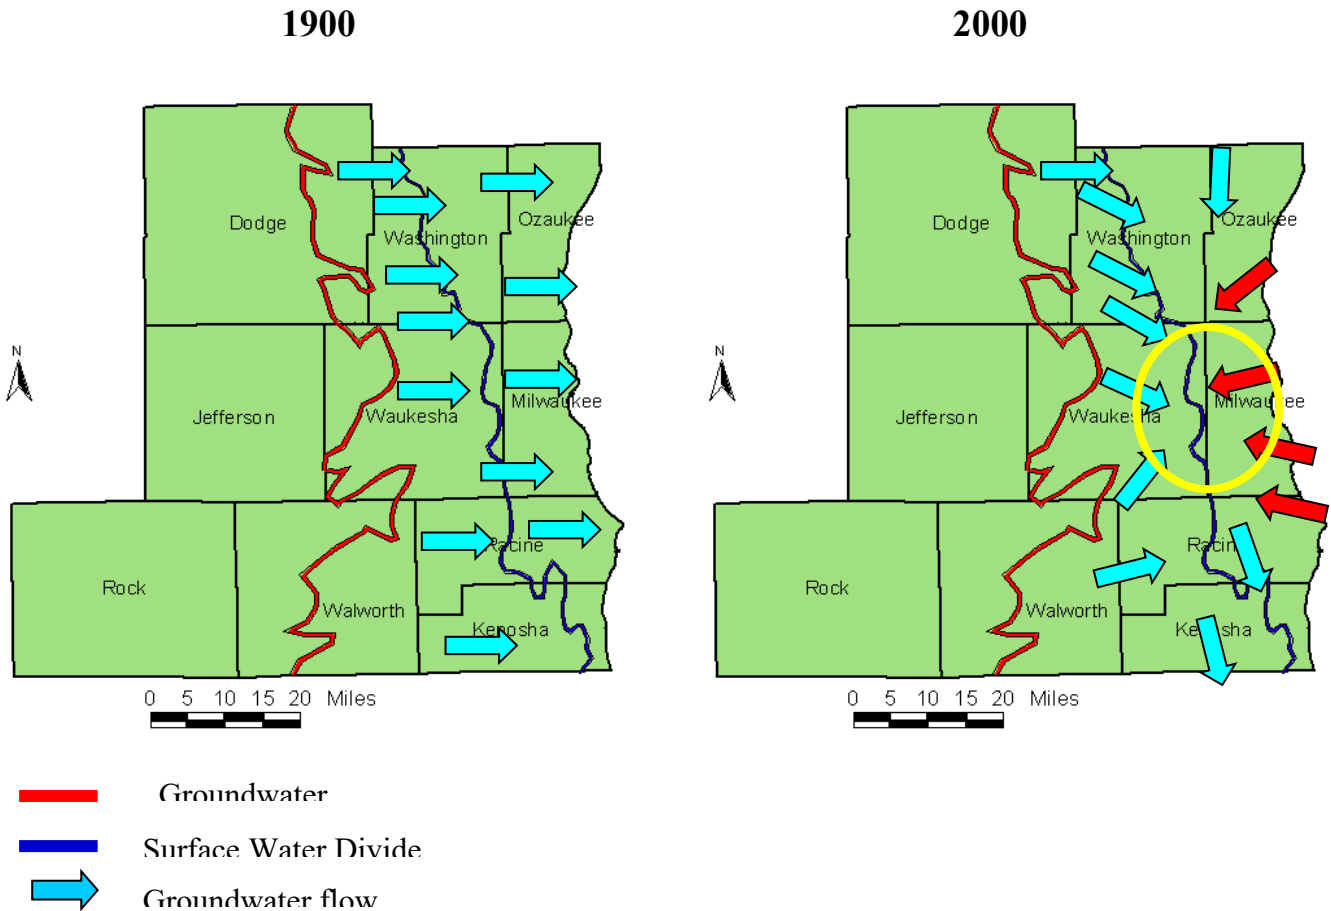 1900
2000
Dodge
Washington
Ozaukee
Jefferson
Waukesha
Milwaukee
Rock
Walworth
Racine
Kenosha
N
0 5 10 15 20 Miles
Dodge
Washington
Ozaukee
Jefferson
Waukesha
Milwaukee
Rock
Walworth
Racin
Kenosha
N
0 5 10 15 20 Miles
Groundwater
Surface Water Divide
Groundwater flow